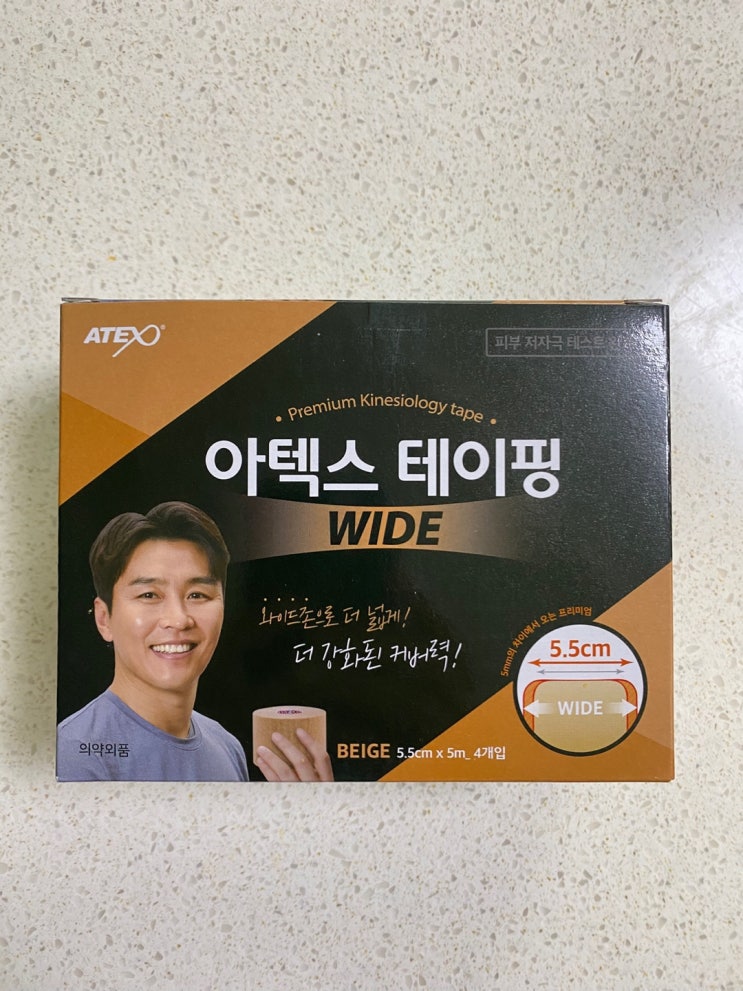 ATEX®
피부 저자극 테스트
• Premium Kinesiology tape •
아텍스 테이핑
WIDE
와이드존으로 더 넓게!
더 강화된 커버력!
5mm의 차이에서 오는 프리미엄
5.5cm
WIDE
의약외품
BEIGE 5.5cm x 5m_ 4개입